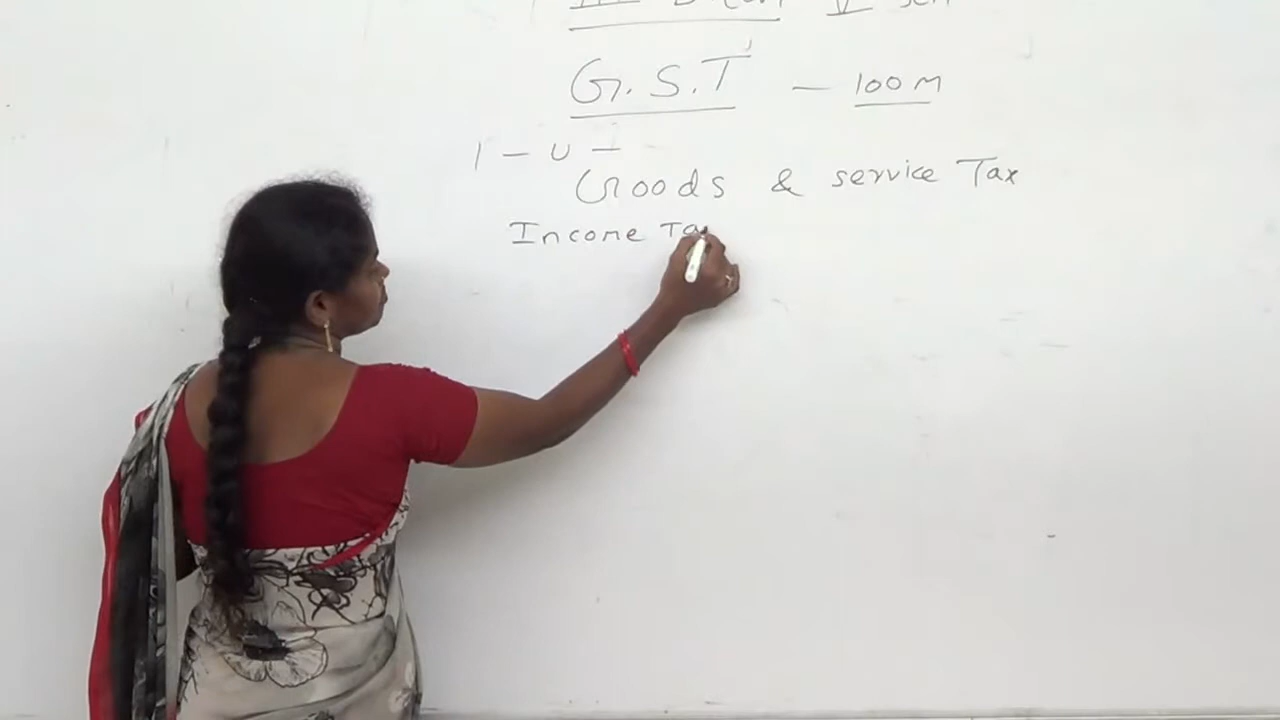 G.S.T - 100 M
I - U -
Goods & service Tax
Income Ta